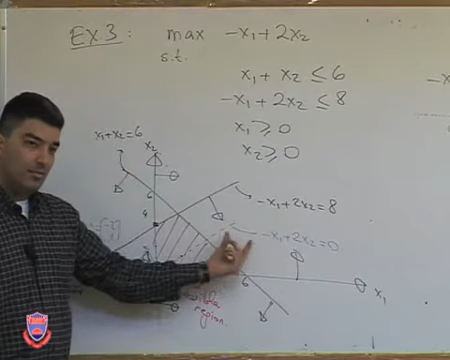 EX.3: max -x₁+2x₂
s.t.
x₁+x₂≤6
-x₁+2x₂≤8
x₁≥0
x₂≥0
x₁+x₂=6
x₂
6
4
-x₁+2x₂=8
-x₁+2x₂=0
6
x₁
region.